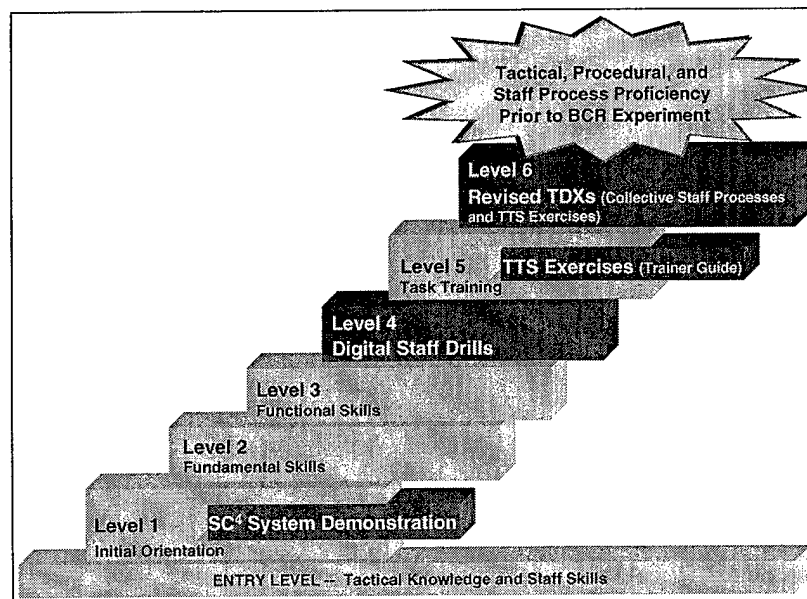 Tactical, Procedural, and
Staff Process Proficiency
Prior to BCR Experiment
Level 6
Revised TDXs (Collective Staff Processes
and TTS Exercises)
Level 5
Task Training
TTS Exercises (Trainer Guide)
Level 4
Digital Staff Drills
Level 3
Functional Skills
Level 2
Fundamental Skills
Level 1
Initial Orientation
SC⁴ System Demonstration
ENTRY LEVEL -- Tactical Knowledge and Staff Skills